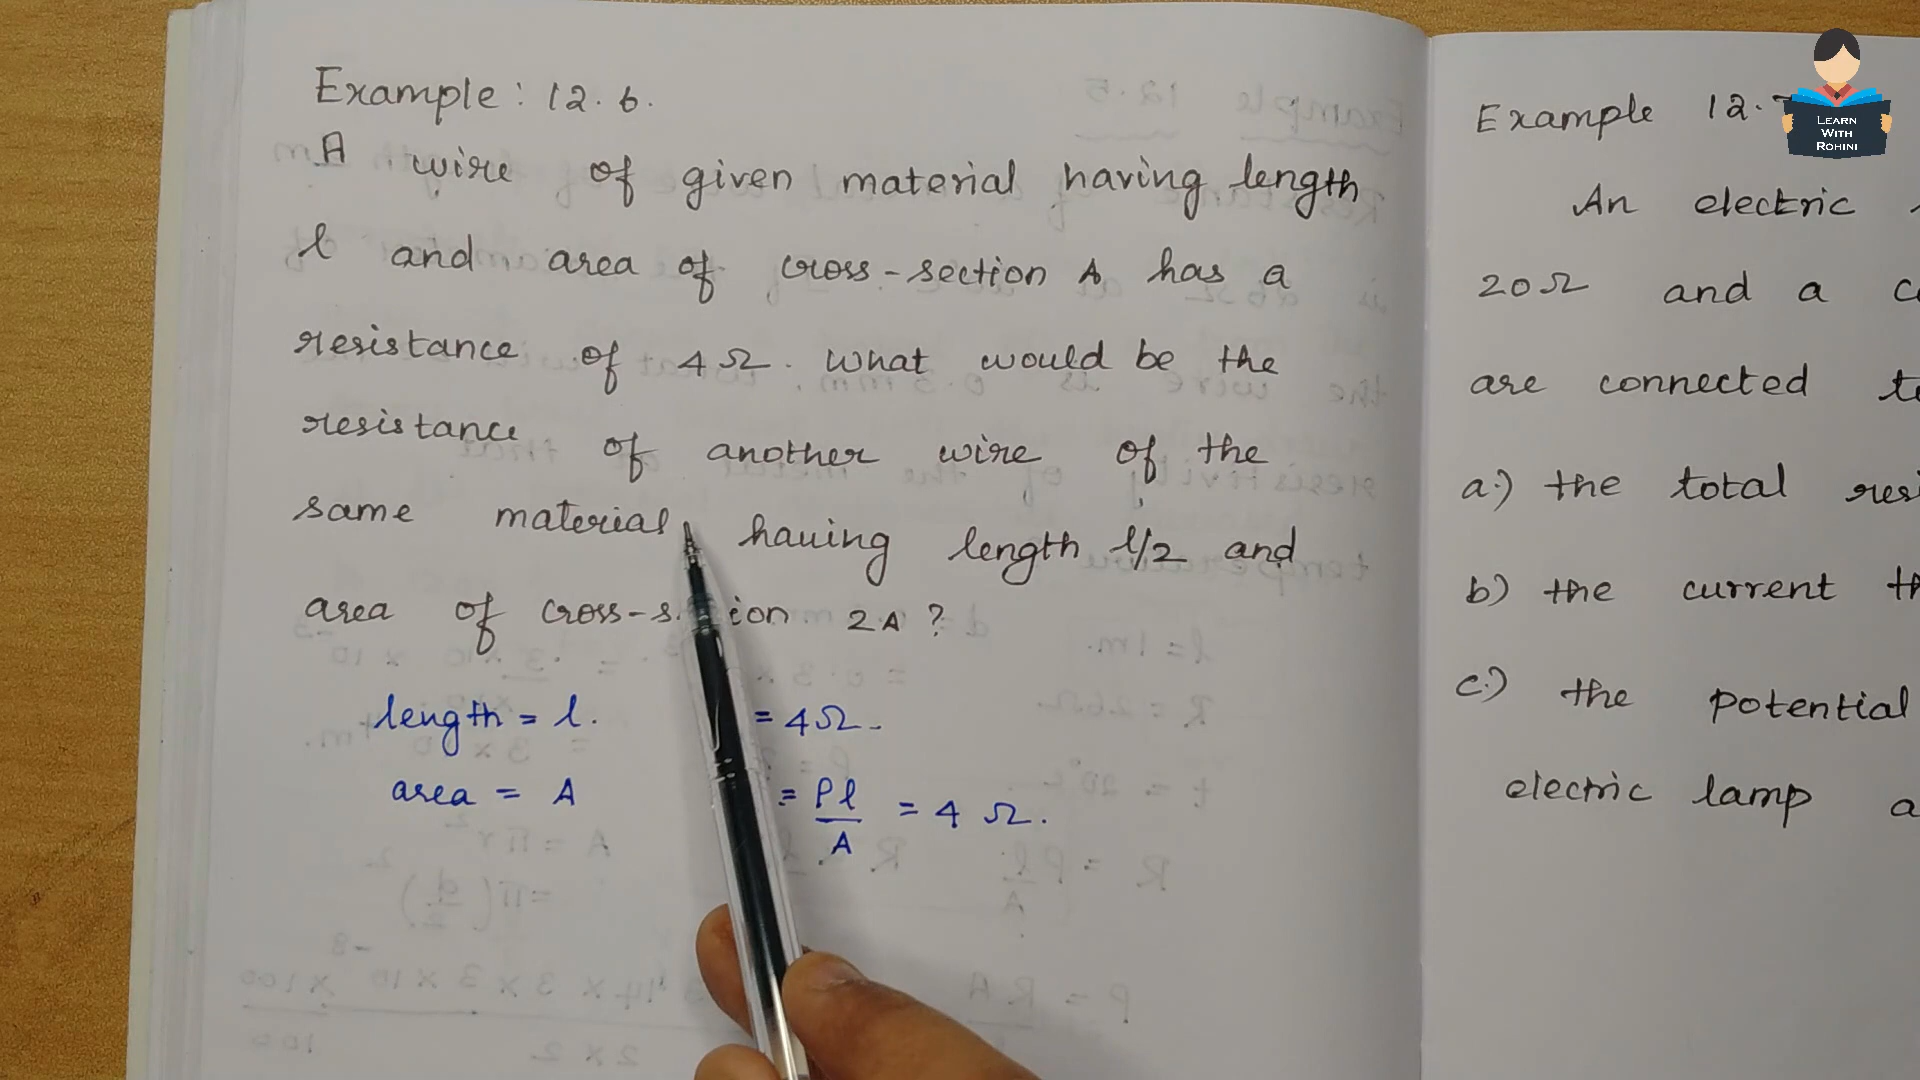 Example : 12.6.
A wire of given material having length
l and area of cross-section A has a
resistance of 4Ω. What would be the
resistance of another wire of the
same material having length l/2 and
area of cross-s ion 2A?
length = l.
= 4Ω.
area = A
= ρl/A = 4 Ω.
Example 12.
An electric
20Ω and a
are connected
a.) the total
b) the current
c.) the potential
electric lamp a
LEARN
WITH
ROHINI